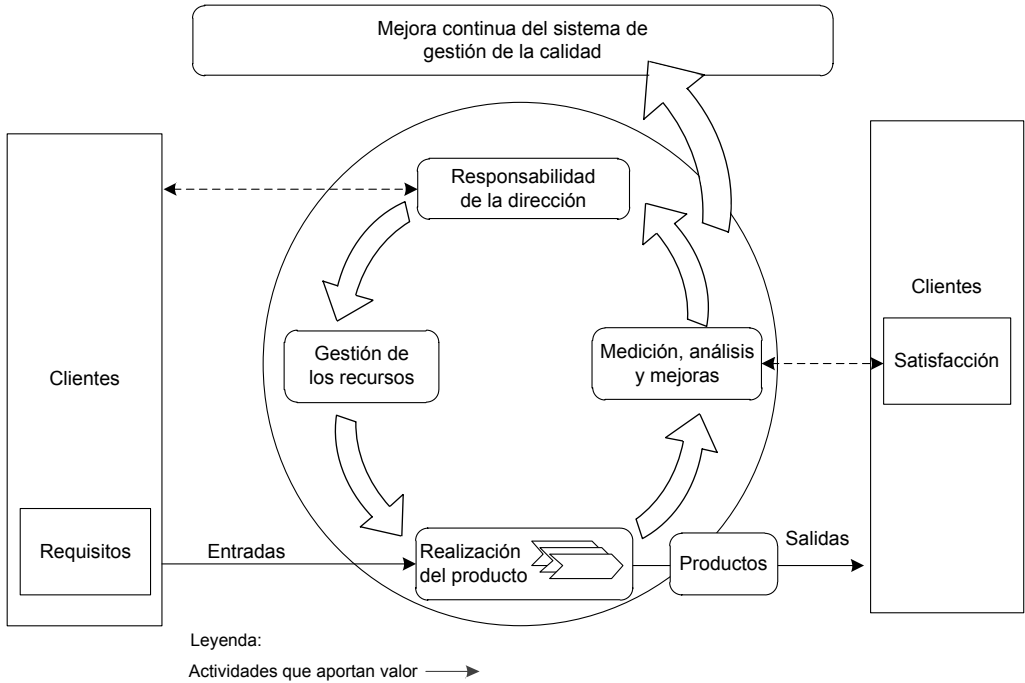 Mejora continua del sistema de
gestión de la calidad
Responsabilidad
de la dirección
Clientes
Gestión de
los recursos
Medición, análisis
y mejoras
Clientes
Satisfacción
Requisitos
Entradas
Realización
del producto
Productos
Salidas
Leyenda:
Actividades que aportan valor